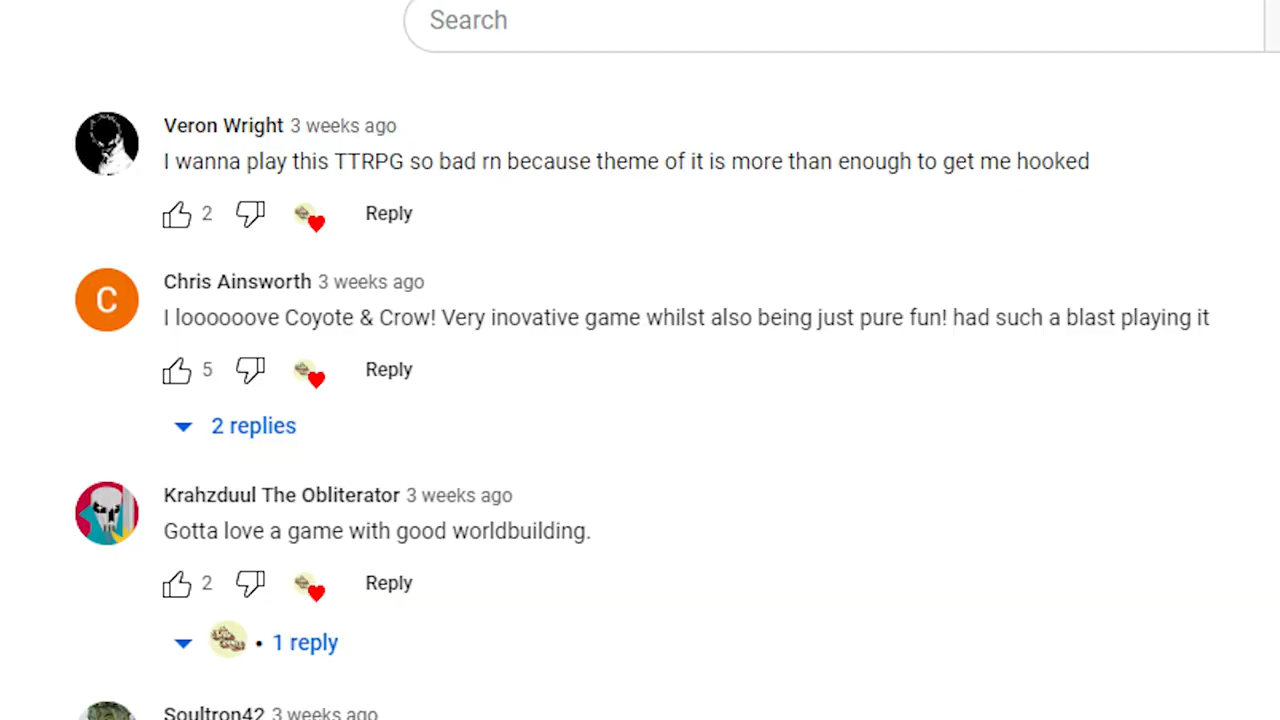 Search
Veron Wright 3 weeks ago
I wanna play this TTRPG so bad rn because theme of it is more than enough to get me hooked
2 Reply
C
Chris Ainsworth 3 weeks ago
I loooooove Coyote & Crow! Very inovative game whilst also being just pure fun! had such a blast playing it
5 Reply
2 replies
Krahzduul The Obliterator 3 weeks ago
Gotta love a game with good worldbuilding.
2 Reply
• 1 reply
Soultron42 3 weeks ago